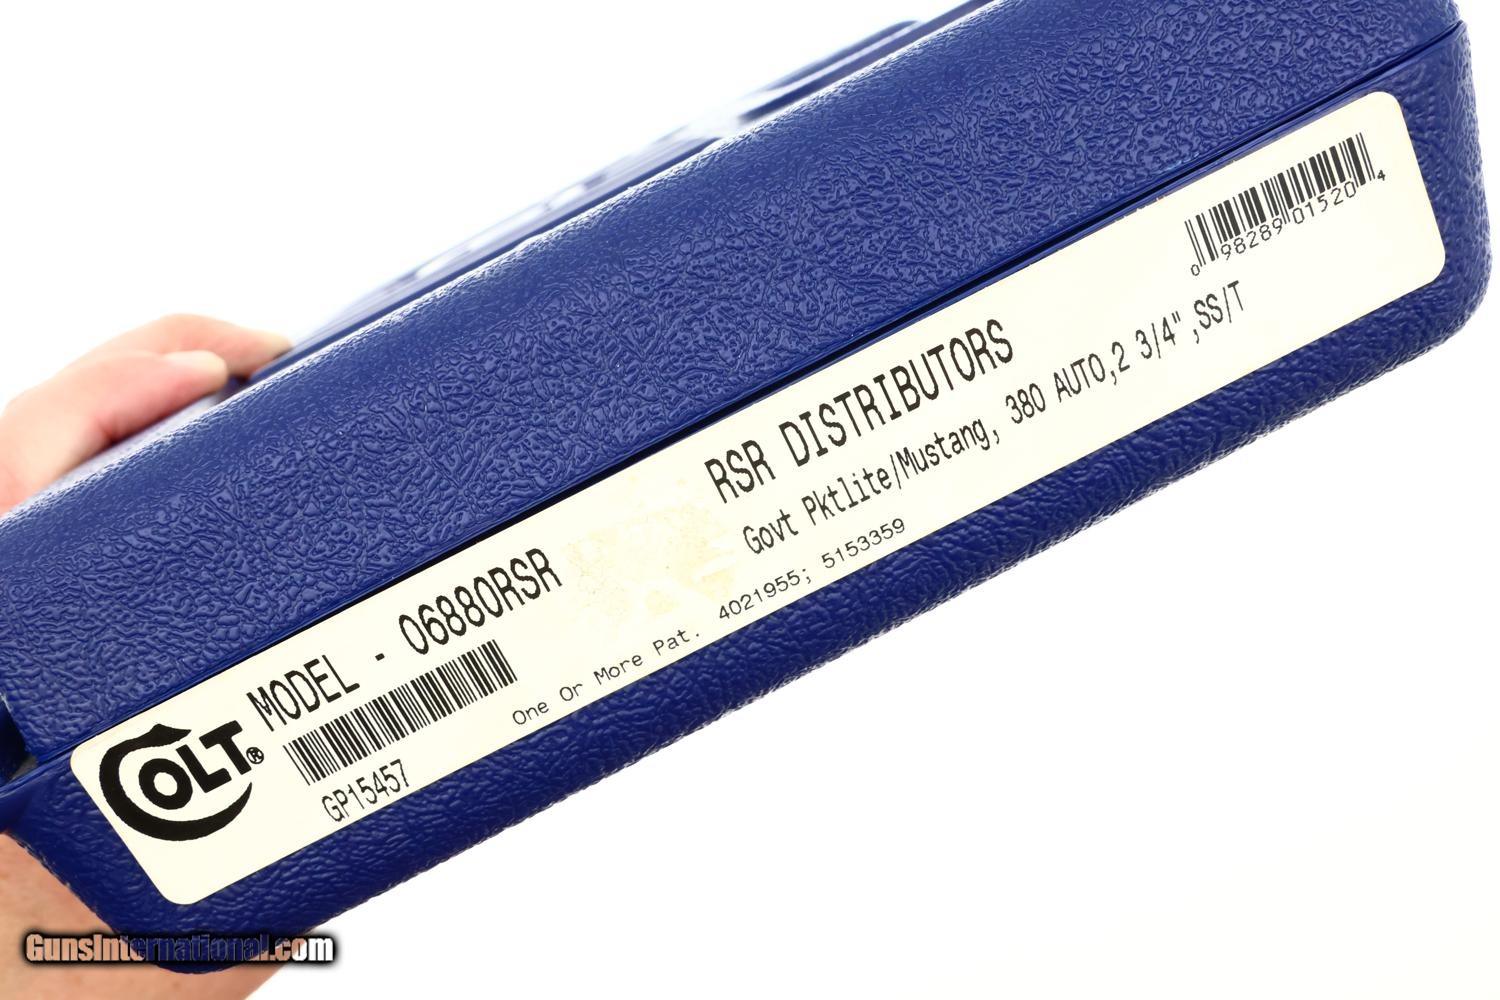 COLT®
MODEL - 06880RSR
GP15457
RSR DISTRIBUTORS
Govt Pktlite/Mustang, 380 AUTO,2 3/4",SS/T
One Or More Pat. 4021955; 5153359
0 98289 01520 4
GunsInternational.com